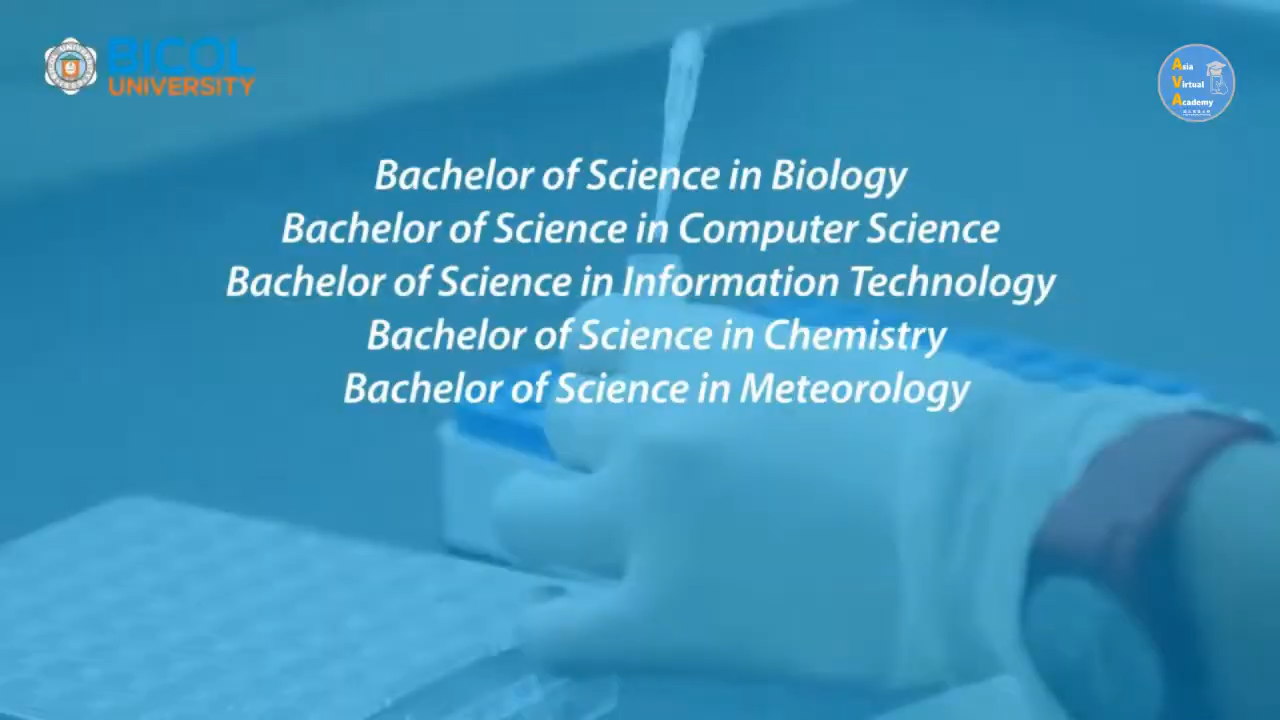 BICOL
UNIVERSITY
Asia
Virtual
Academy
Bachelor of Science in Biology
Bachelor of Science in Computer Science
Bachelor of Science in Information Technology
Bachelor of Science in Chemistry
Bachelor of Science in Meteorology